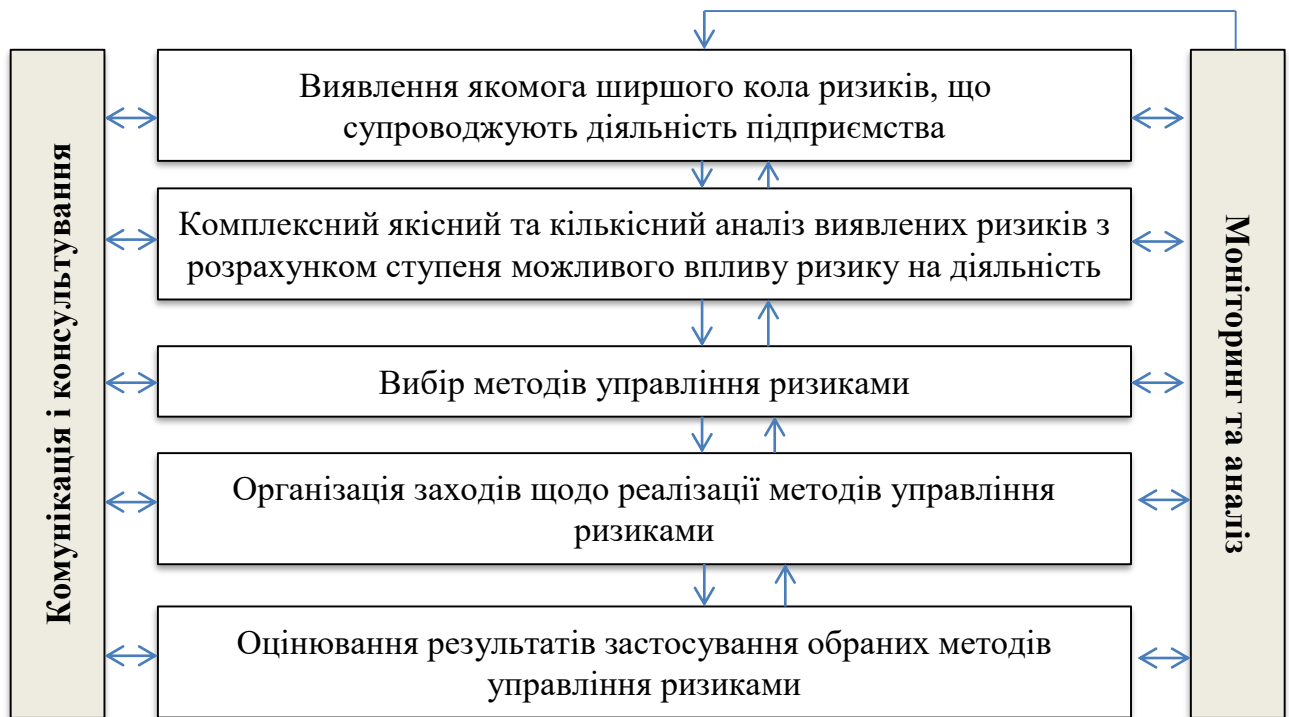 Комунікація і консультування
Виявлення якомога ширшого кола ризиків, що
супроводжують діяльність підприємства
Комплексний якісний та кількісний аналіз виявлених ризиків з
розрахунком ступеня можливого впливу ризику на діяльність
Вибір методів управління ризиками
Організація заходів щодо реалізації методів управління
ризиками
Оцінювання результатів застосування обраних методів
управління ризиками
Моніторинг та аналіз